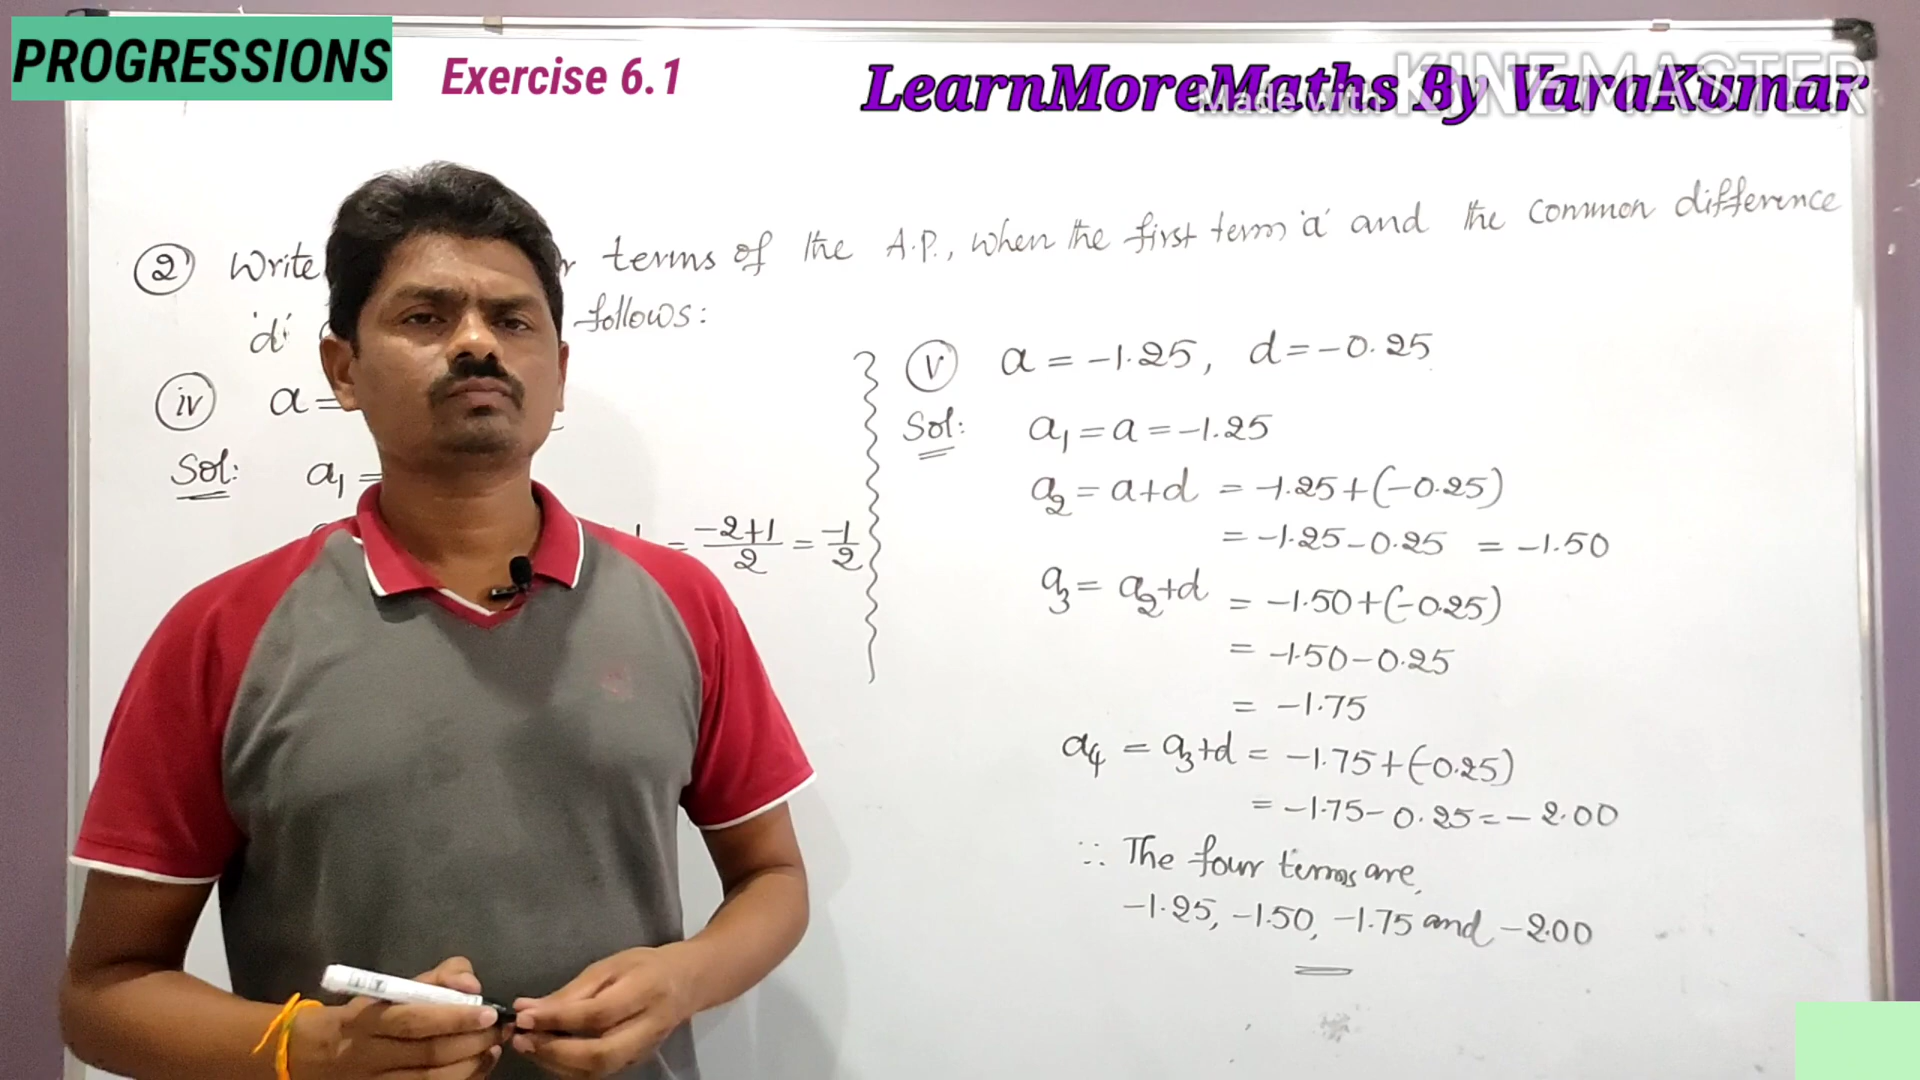 PROGRESSIONS
Exercise 6.1
LearnMoreMaths By VaraKumar
Made with KINEMASTER
② Write terms of the A.P., when the first term 'a' and the common difference
'd' follows:
(iv) a =
Sol: a₁ =
= -2+1/2 = -1/2
(v) a = -1.25, d = -0.25
Sol: a₁ = a = -1.25
a₂ = a+d = -1.25+(-0.25)
= -1.25-0.25 = -1.50
a₃ = a₂+d = -1.50+(-0.25)
= -1.50-0.25
= -1.75
a₄ = a₃+d = -1.75+(-0.25)
= -1.75-0.25 = -2.00
∴ The four terms are,
-1.25, -1.50, -1.75 and -2.00